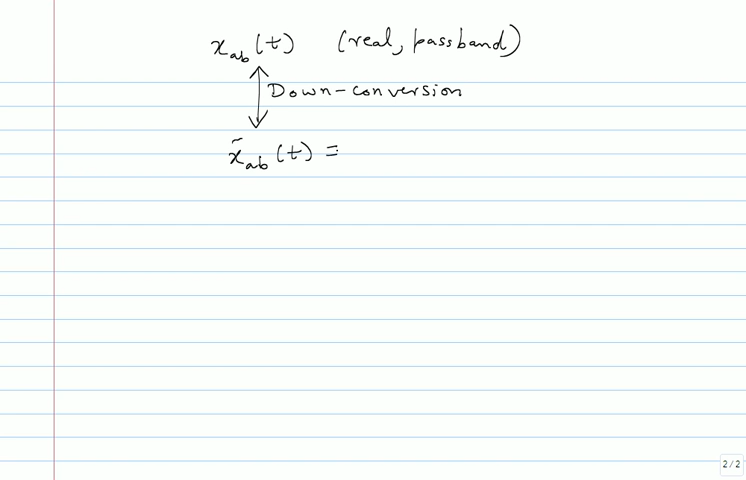 x_ab(t) (real, passband)
Down-conversion
x̃_ab(t) =
2/2